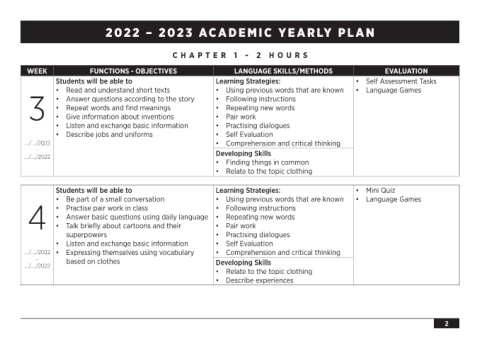 2022 – 2023 ACADEMIC YEARLY PLAN
CHAPTER 1 - 2 HOURS
WEEK FUNCTIONS - OBJECTIVES LANGUAGE SKILLS/METHODS EVALUATION
3
.../.../2022
–
.../.../2022
Students will be able to
• Read and understand short texts
• Answer questions according to the story
• Repeat words and find meanings
• Give information about inventions
• Listen and exchange basic information
• Describe jobs and uniforms
Learning Strategies:
• Using previous words that are known
• Following instructions
• Repeating new words
• Pair work
• Practising dialogues
• Self Evaluation
• Comprehension and critical thinking
Developing Skills
• Finding things in common
• Relate to the topic clothing
• Self Assessment Tasks
• Language Games
4
.../.../2022
–
.../.../2022
Students will be able to
• Be part of a small conversation
• Practise pair work in class
• Answer basic questions using daily language
• Talk briefly about cartoons and their
superpowers
• Listen and exchange basic information
• Expressing themselves using vocabulary
based on clothes
Learning Strategies:
• Using previous words that are known
• Following instructions
• Repeating new words
• Pair work
• Practising dialogues
• Self Evaluation
• Comprehension and critical thinking
Developing Skills
• Relate to the topic clothing
• Describe experiences
• Mini Quiz
• Language Games
2